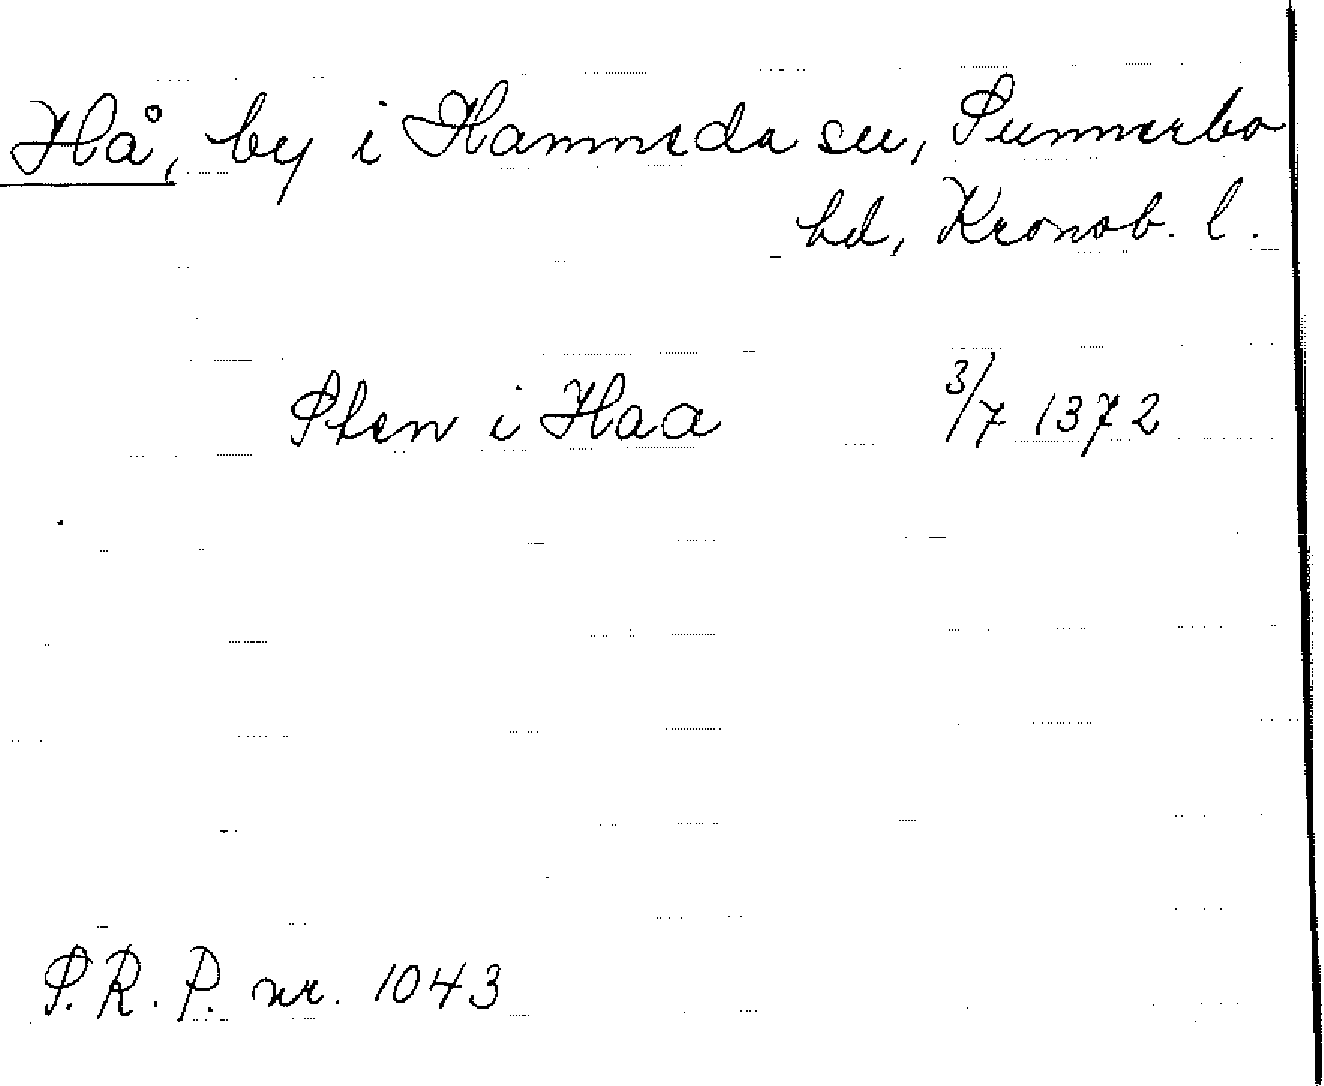 Hå, by i Hamneda sn, Sunnerbo
hd, Kronob. l.
Sten i Haa 3/7 1372
S.R.P. nr. 1043